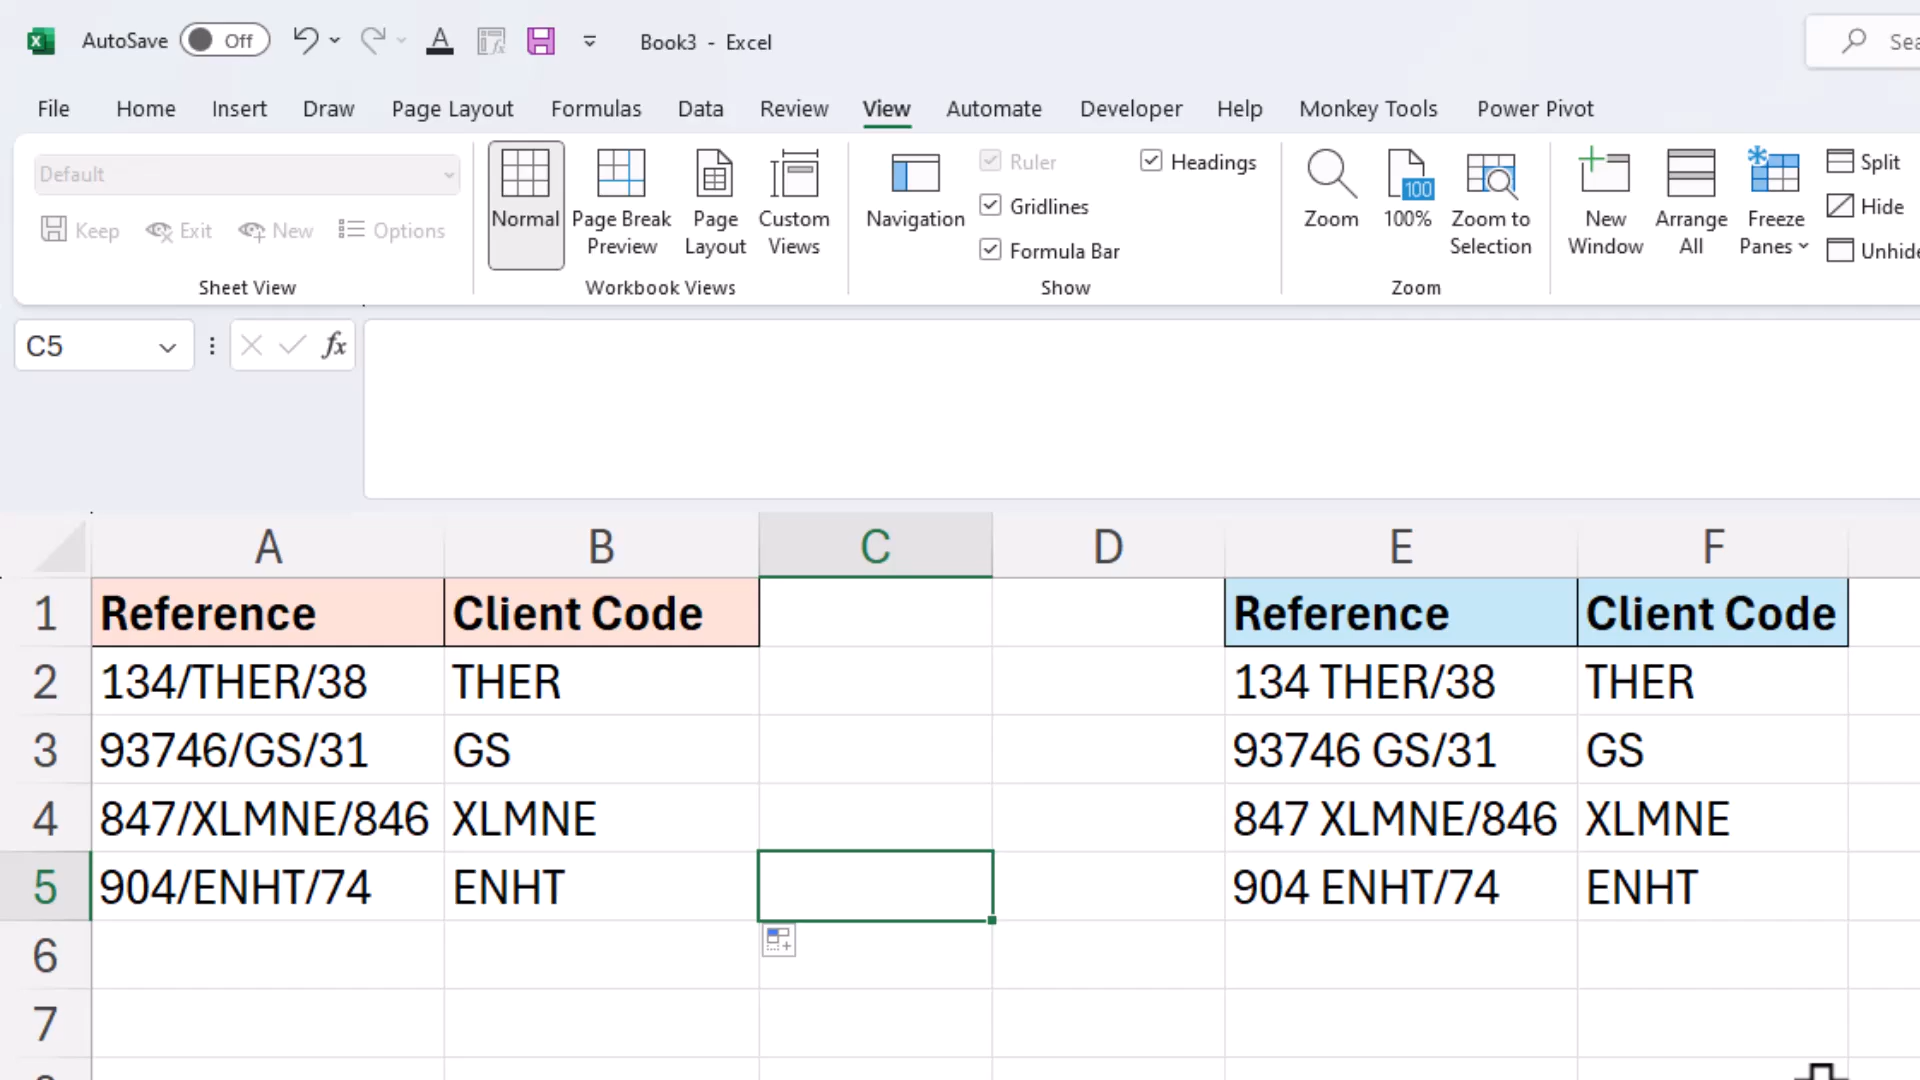 AutoSave Off Book3 - Excel
File Home Insert Draw Page Layout Formulas Data Review View Automate Developer Help Monkey Tools Power Pivot
Default
Keep Exit New Options
Sheet View
Normal
Page Break Preview
Page Layout
Custom Views
Workbook Views
Navigation
Ruler
Gridlines
Formula Bar
Headings
Show
Zoom
100
100%
Zoom to Selection
Zoom
New Window
Arrange All
Freeze Panes
Split
Hide
C5 fx
A B C D E F
1 Reference Client Code Reference Client Code
2 134/THER/38 THER 134 THER/38 THER
3 93746/GS/31 GS 93746 GS/31 GS
4 847/XLMNE/846 XLMNE 847 XLMNE/846 XLMNE
5 904/ENHT/74 ENHT 904 ENHT/74 ENHT
6
7